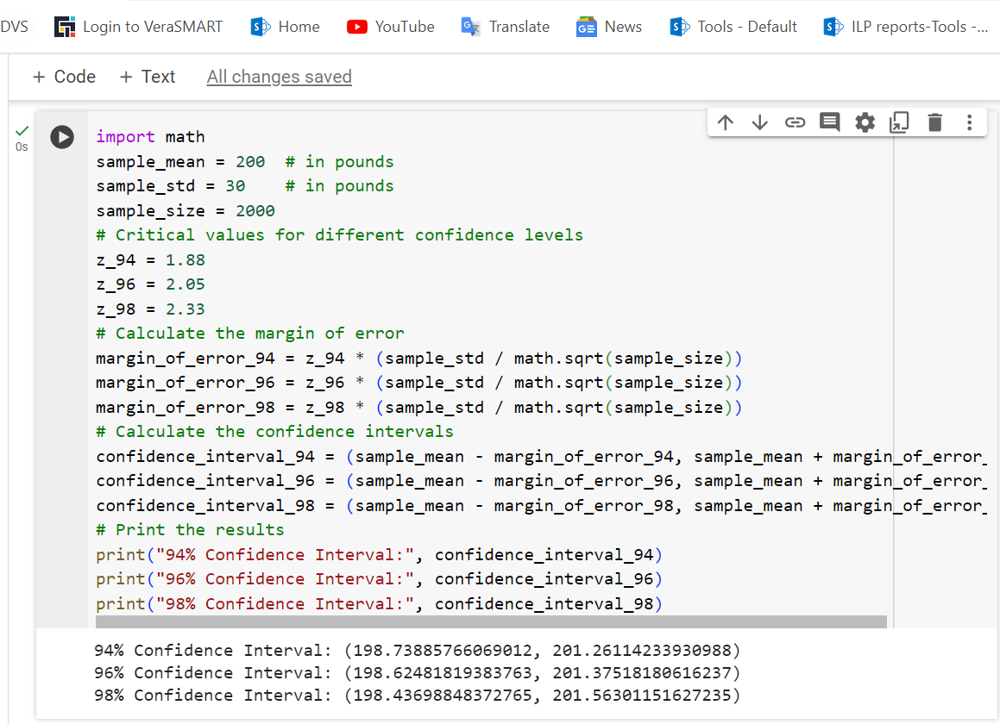 DVS Login to VeraSMART Home YouTube Translate News Tools - Default ILP reports-Tools -...
+ Code + Text All changes saved
0s
import math
sample_mean = 200  # in pounds
sample_std = 30    # in pounds
sample_size = 2000
# Critical values for different confidence levels
z_94 = 1.88
z_96 = 2.05
z_98 = 2.33
# Calculate the margin of error
margin_of_error_94 = z_94 * (sample_std / math.sqrt(sample_size))
margin_of_error_96 = z_96 * (sample_std / math.sqrt(sample_size))
margin_of_error_98 = z_98 * (sample_std / math.sqrt(sample_size))
# Calculate the confidence intervals
confidence_interval_94 = (sample_mean - margin_of_error_94, sample_mean + margin_of_error_
confidence_interval_96 = (sample_mean - margin_of_error_96, sample_mean + margin_of_error_
confidence_interval_98 = (sample_mean - margin_of_error_98, sample_mean + margin_of_error_
# Print the results
print("94% Confidence Interval:", confidence_interval_94)
print("96% Confidence Interval:", confidence_interval_96)
print("98% Confidence Interval:", confidence_interval_98)
94% Confidence Interval: (198.73885766069012, 201.26114233930988)
96% Confidence Interval: (198.62481819383763, 201.37518180616237)
98% Confidence Interval: (198.43698848372765, 201.56301151627235)